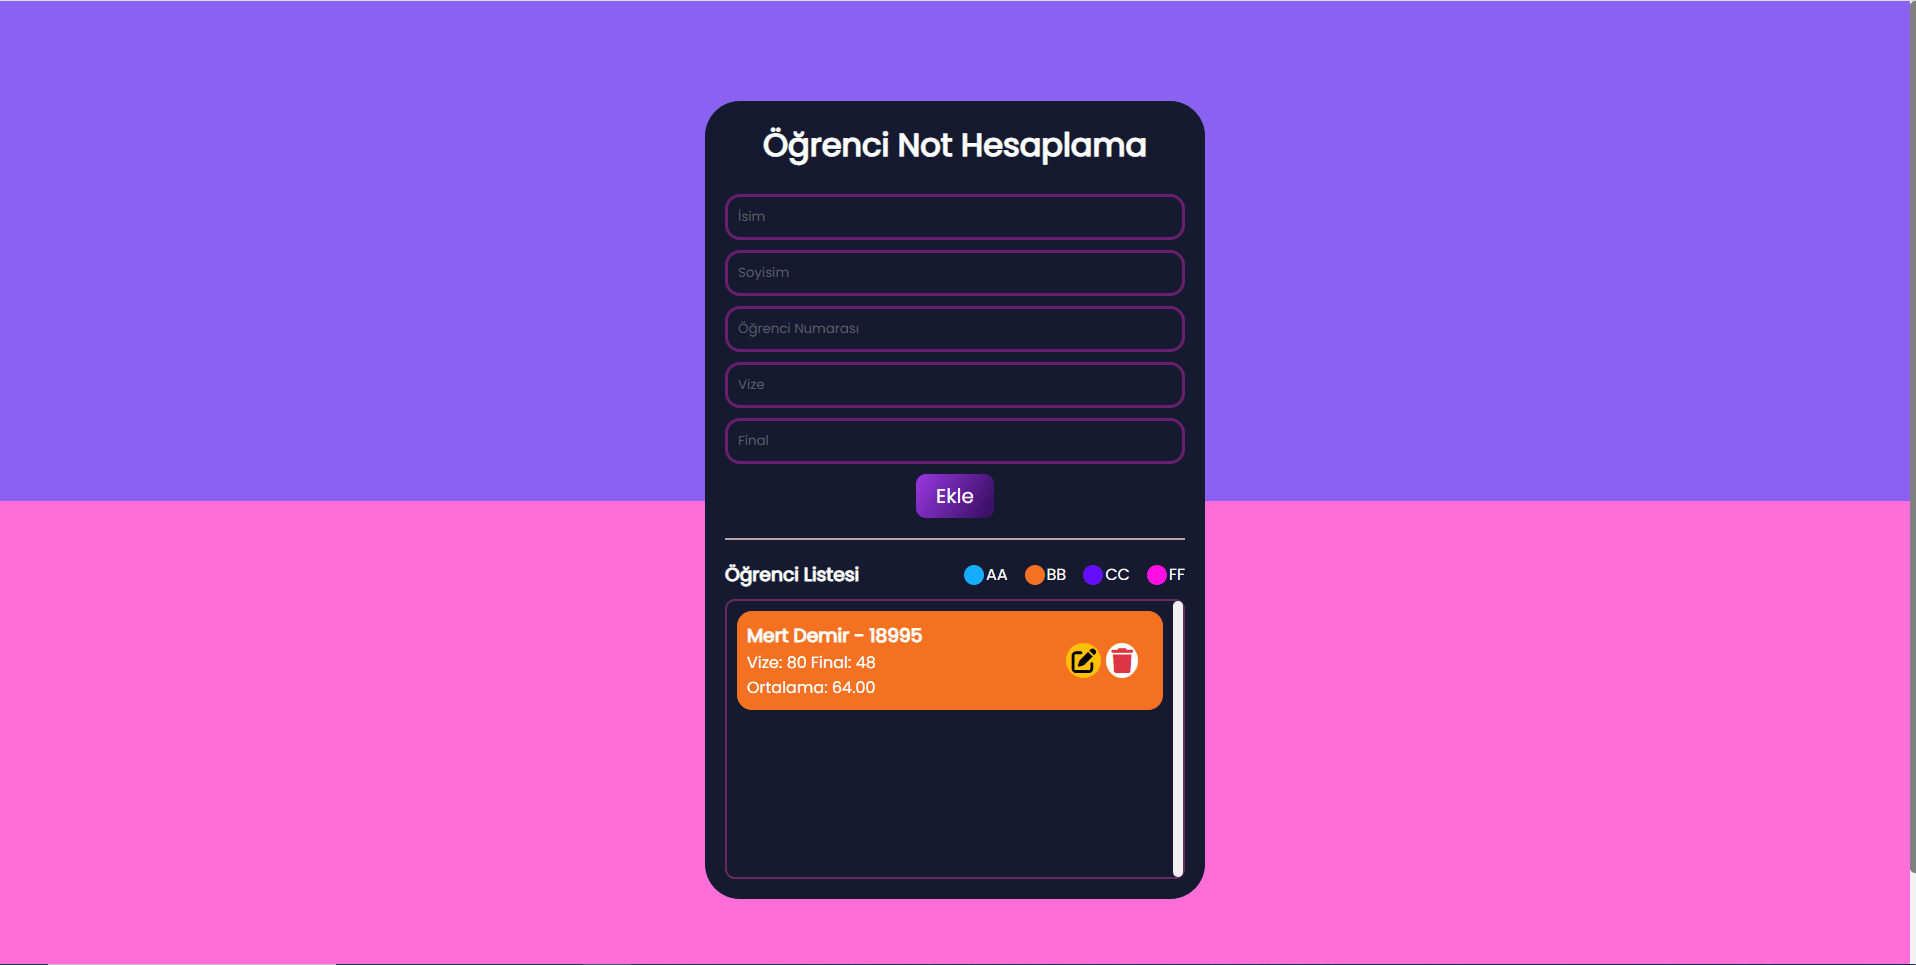 Öğrenci Not Hesaplama
İsim
Soyisim
Öğrenci Numarası
Vize
Final
Ekle
Öğrenci Listesi AA BB CC FF
Mert Demir - 18995
Vize: 80 Final: 48
Ortalama: 64.00